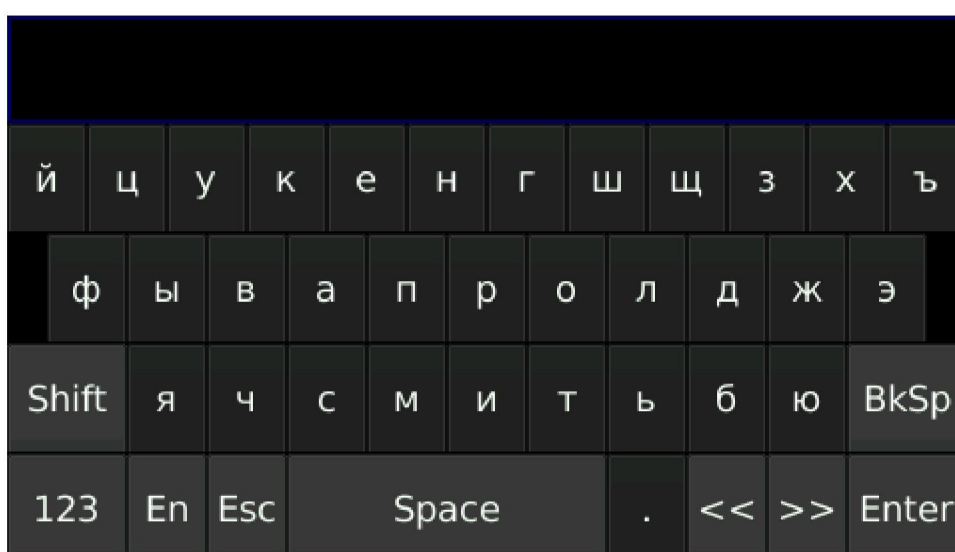 й ц у к е н г ш щ з х ъ
ф ы в а п р о л д ж э
Shift я ч с м и т ь б ю BkSp
123 En Esc Space . << >> Enter